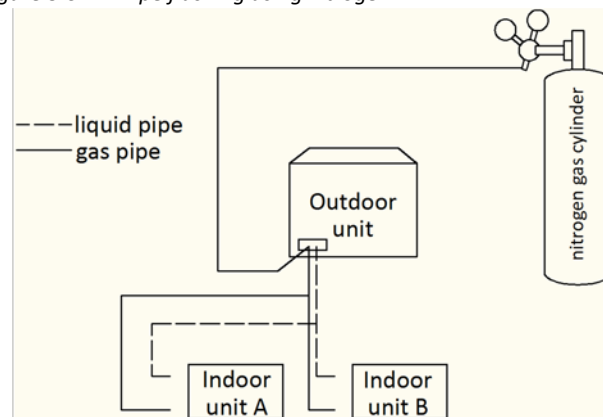 liquid pipe
gas pipe
Outdoor
unit
nitrogen gas cylinder
Indoor
unit A
Indoor
unit B